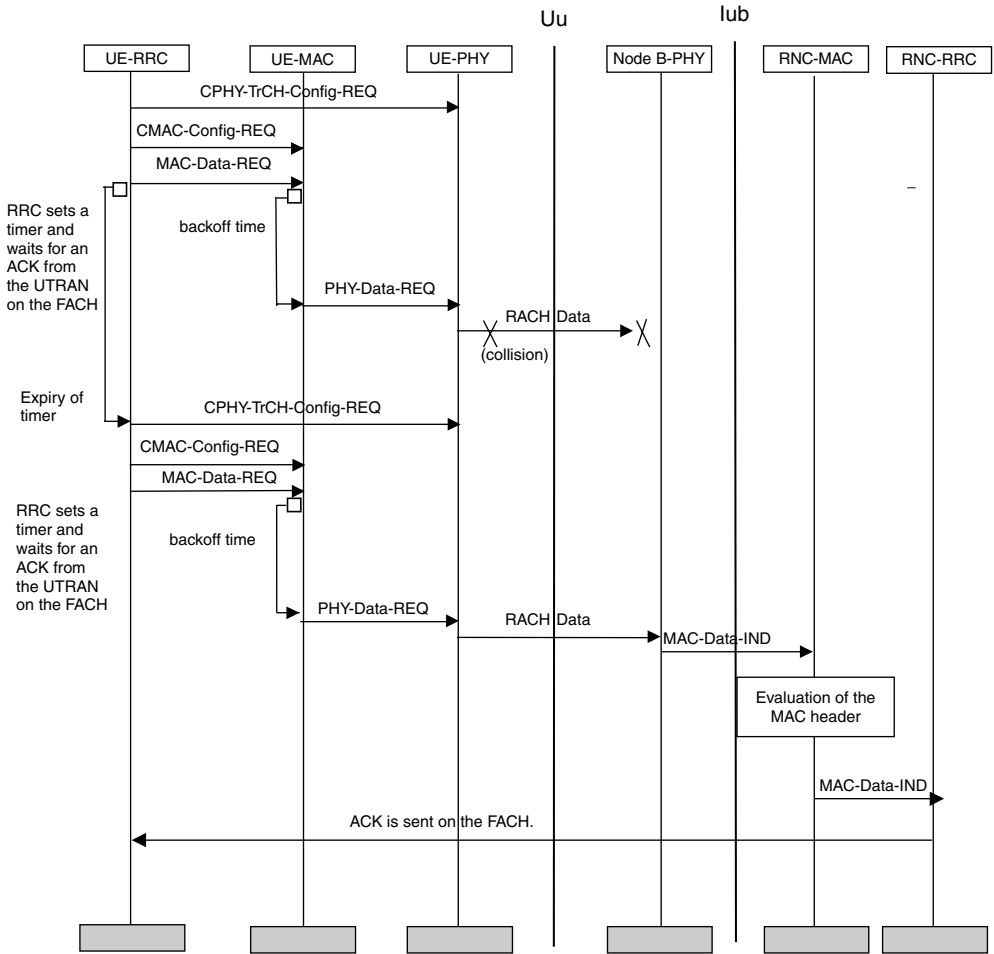 Uu
Iub
UE-RRC
UE-MAC
UE-PHY
Node B-PHY
RNC-MAC
RNC-RRC
CPHY-TrCH-Config-REQ
CMAC-Config-REQ
MAC-Data-REQ
RRC sets a
timer and
waits for an
ACK from
the UTRAN
on the FACH
backoff time
PHY-Data-REQ
RACH Data
(collision)
Expiry of
timer
CPHY-TrCH-Config-REQ
CMAC-Config-REQ
MAC-Data-REQ
RRC sets a
timer and
waits for an
ACK from
the UTRAN
on the FACH
backoff time
PHY-Data-REQ
RACH Data
MAC-Data-IND
Evaluation of the
MAC header
MAC-Data-IND
ACK is sent on the FACH.